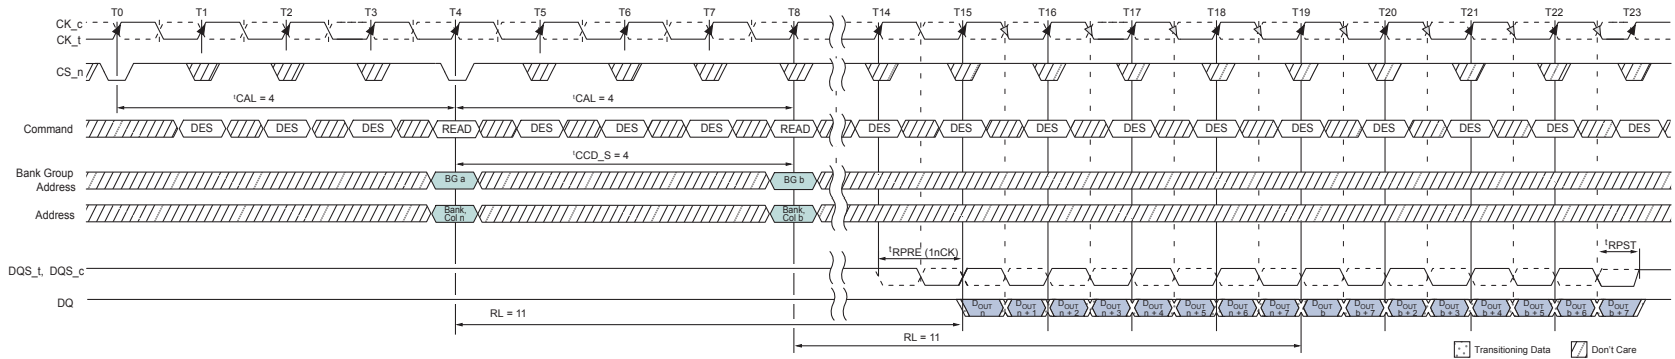 T0 T1 T2 T3 T4 T5 T6 T7 T8 T14 T15 T16 T17 T18 T19 T20 T21 T22 T23
CK_c
CK_t
CS_n
tCAL = 4 tCAL = 4
Command DES DES DES READ DES DES DES READ DES DES DES DES DES DES DES DES DES DES
tCCD_S = 4
Bank Group
Address
BG a BG b
Address
Bank,
Col n
Bank,
Col b
tRPRE (1nCK) tRPST
DQS_t, DQS_c
DQ
DOUT
n
DOUT
n + 1
DOUT
n + 2
DOUT
n + 3
DOUT
n + 4
DOUT
n + 5
DOUT
n + 6
DOUT
n + 7
DOUT
b
DOUT
b + 7
DOUT
b + 2
DOUT
b + 3
DOUT
b + 4
DOUT
b + 5
DOUT
b + 6
DOUT
b + 7
RL = 11
RL = 11
Transitioning Data Don't Care